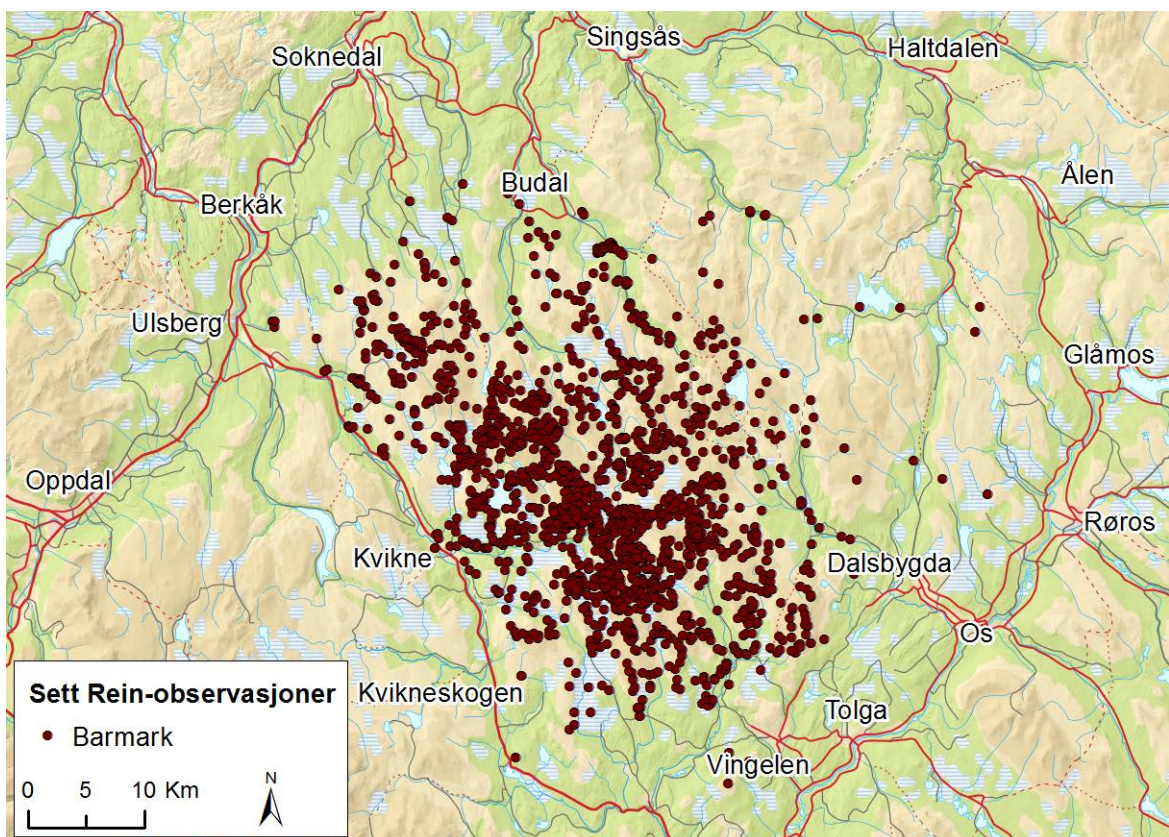 Singsås
Haltdalen
Soknedal
Ålen
Budal
Berkåk
Ulsberg
Glåmos
Oppdal
Røros
Kvikne
Dalsbygda
Os
Kvikneskogen
Tolga
Vingelen
Sett Rein-observasjoner
Barmark
0 5 10 Km
N